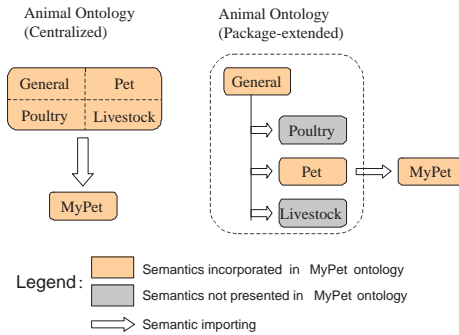 Animal Ontology
(Centralized)
General Pet
Poultry Livestock
MyPet
Animal Ontology
(Package-extended)
General
Poultry
Pet
MyPet
Livestock
Legend:
Semantics incorporated in MyPet ontology
Semantics not presented in MyPet ontology
Semantic importing